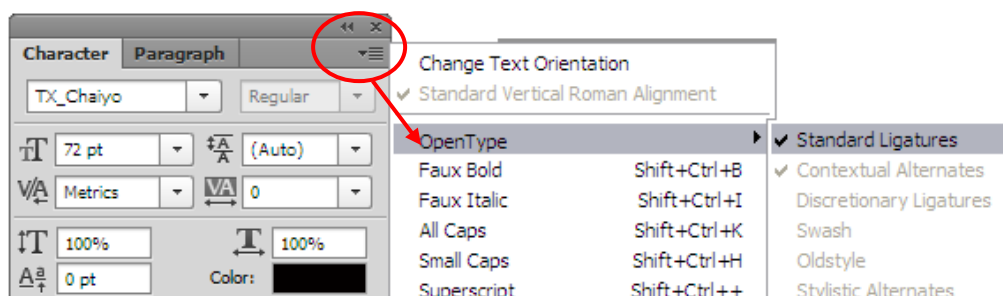 Character Paragraph
TX_Chaiyo Regular
72 pt (Auto)
Metrics 0
100% 100%
0 pt Color:
Change Text Orientation
✓ Standard Vertical Roman Alignment
OpenType
Faux Bold Shift+Ctrl+B
Faux Italic Shift+Ctrl+I
All Caps Shift+Ctrl+K
Small Caps Shift+Ctrl+H
Superscript Shift+Ctrl++
✓ Standard Ligatures
✓ Contextual Alternates
Discretionary Ligatures
Swash
Oldstyle
Stylistic Alternates